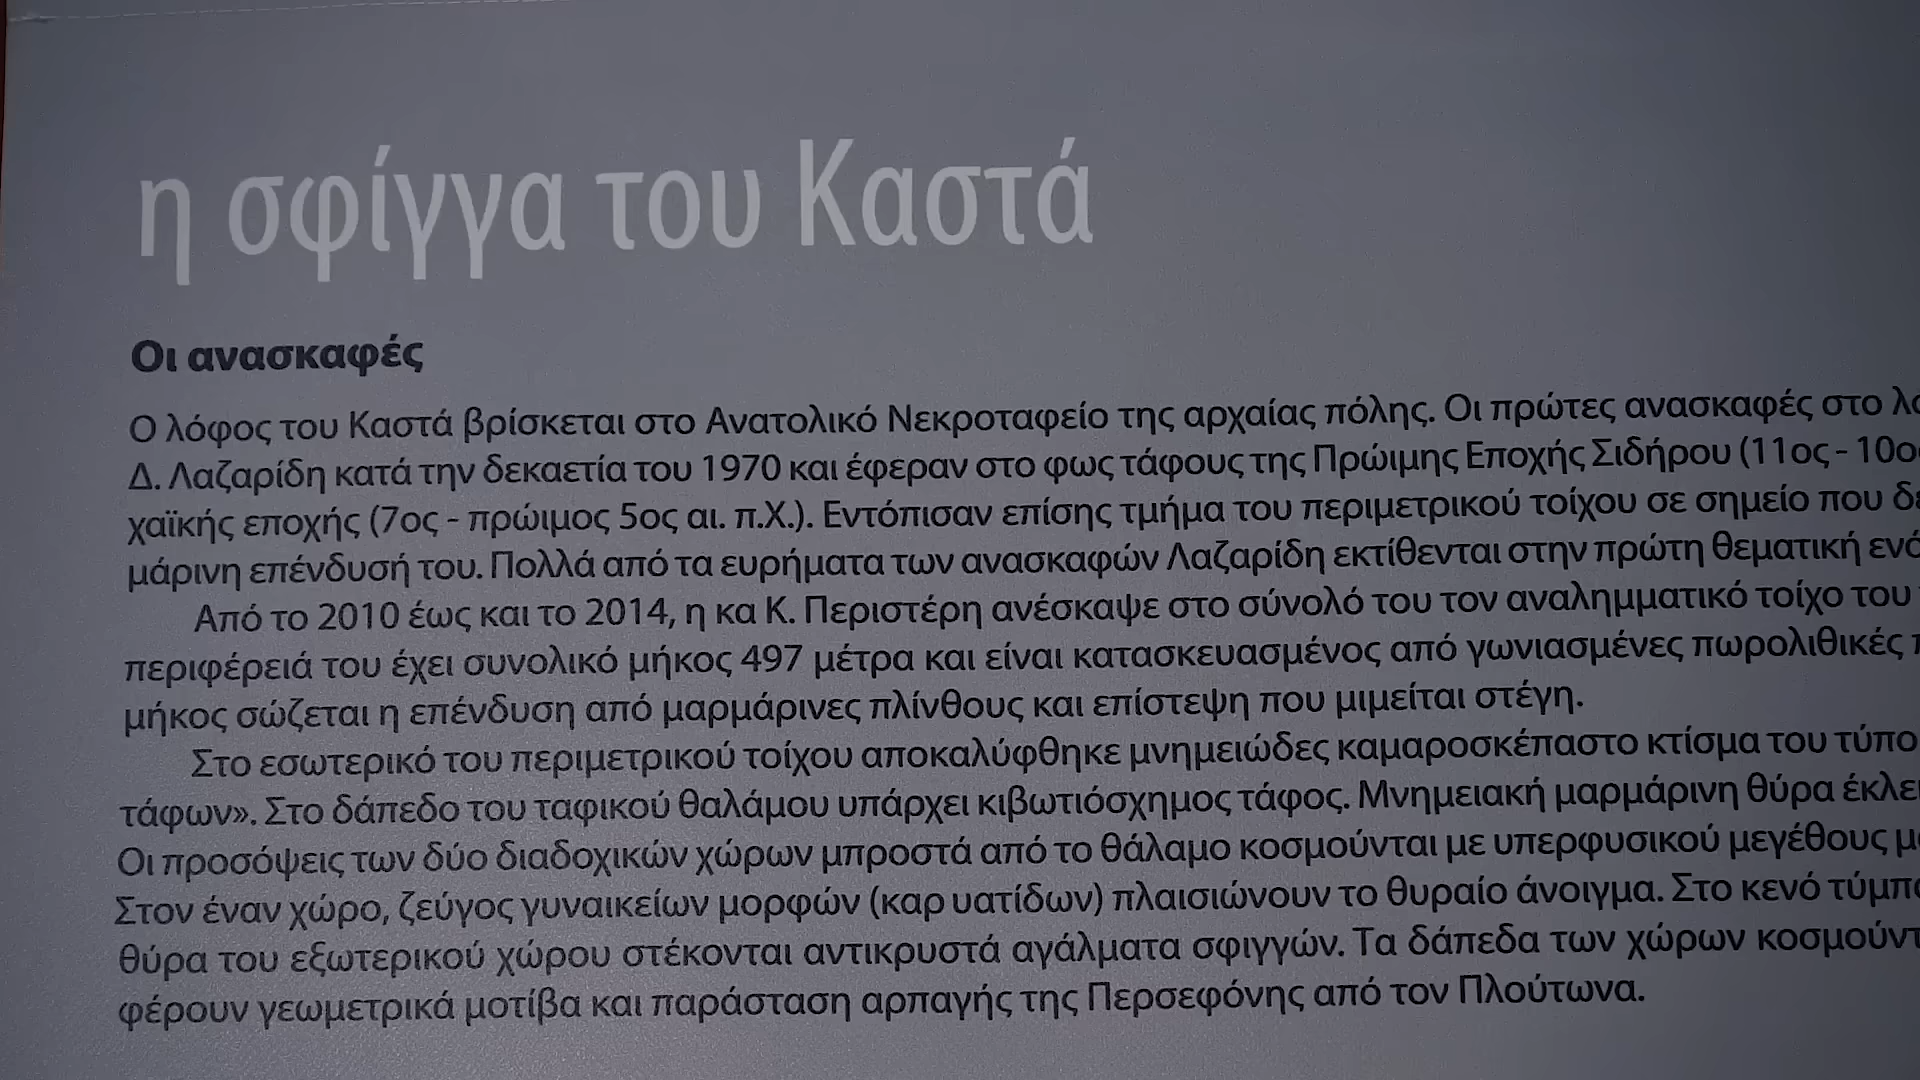 η σφίγγα του Καστά
Οι ανασκαφές
Ο λόφος του Καστά βρίσκεται στο Ανατολικό Νεκροταφείο της αρχαίας πόλης. Οι πρώτες ανασκαφές στο
Δ. Λαζαρίδη κατά την δεκαετία του 1970 και έφεραν στο φως τάφους της Πρώιμης Εποχής Σιδήρου (11ος - 10ο
χαϊκής εποχής (7ος - πρώιμος 5ος αι. π.Χ.). Εντόπισαν επίσης τμήμα του περιμετρικού τοίχου σε σημείο που
μάρινη επένδυσή του. Πολλά από τα ευρήματα των ανασκαφών Λαζαρίδη εκτίθενται στην πρώτη θεματική
Από το 2010 έως και το 2014, η κα Κ. Περιστέρη ανέσκαψε στο σύνολό του τον αναλημματικό τοίχο του
περιφέρειά του έχει συνολικό μήκος 497 μέτρα και είναι κατασκευασμένος από γωνιασμένες πωρολιθικές
μήκος σώζεται η επένδυση από μαρμάρινες πλίνθους και επίστεψη που μιμείται στέγη.
Στο εσωτερικό του περιμετρικού τοίχου αποκαλύφθηκε μνημειώδες καμαροσκέπαστο κτίσμα του τύπο
τάφων». Στο δάπεδο του ταφικού θαλάμου υπάρχει κιβωτιόσχημος τάφος. Μνημειακή μαρμάρινη θύρα
Οι προσόψεις των δύο διαδοχικών χώρων μπροστά από το θάλαμο κοσμούνται με υπερφυσικού μεγέθους
Στον έναν χώρο, ζεύγος γυναικείων μορφών (καρ υατίδων) πλαισιώνουν το θυραίο άνοιγμα. Στο κενό
θύρα του εξωτερικού χώρου στέκονται αντικρυστά αγάλματα σφιγγών. Τα δάπεδα των χώρων κοσμούντ
φέρουν γεωμετρικά μοτίβα και παράσταση αρπαγής της Περσεφόνης από τον Πλούτωνα.